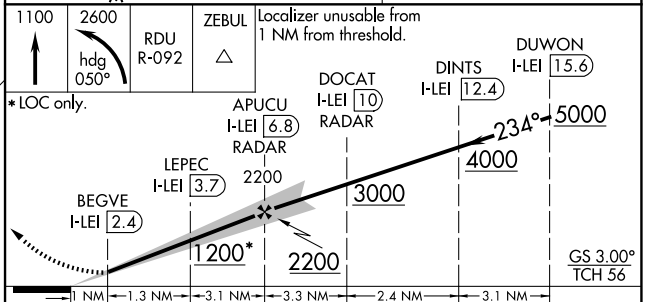 1100
2600
hdg
050°
RDU
R-092
ZEBUL
Localizer unusable from
1 NM from threshold.
* LOC only.
DUWON
I-LEI 15.6
DINTS
I-LEI 12.4
DOCAT
I-LEI 10
RADAR
APUCU
I-LEI 6.8
RADAR
2200
LEPEC
I-LEI 3.7
BEGVE
I-LEI 2.4
234°
5000
4000
3000
2200
1200*
GS 3.00°
TCH 56
1 NM
1.3 NM
3.1 NM
3.3 NM
2.4 NM
3.1 NM